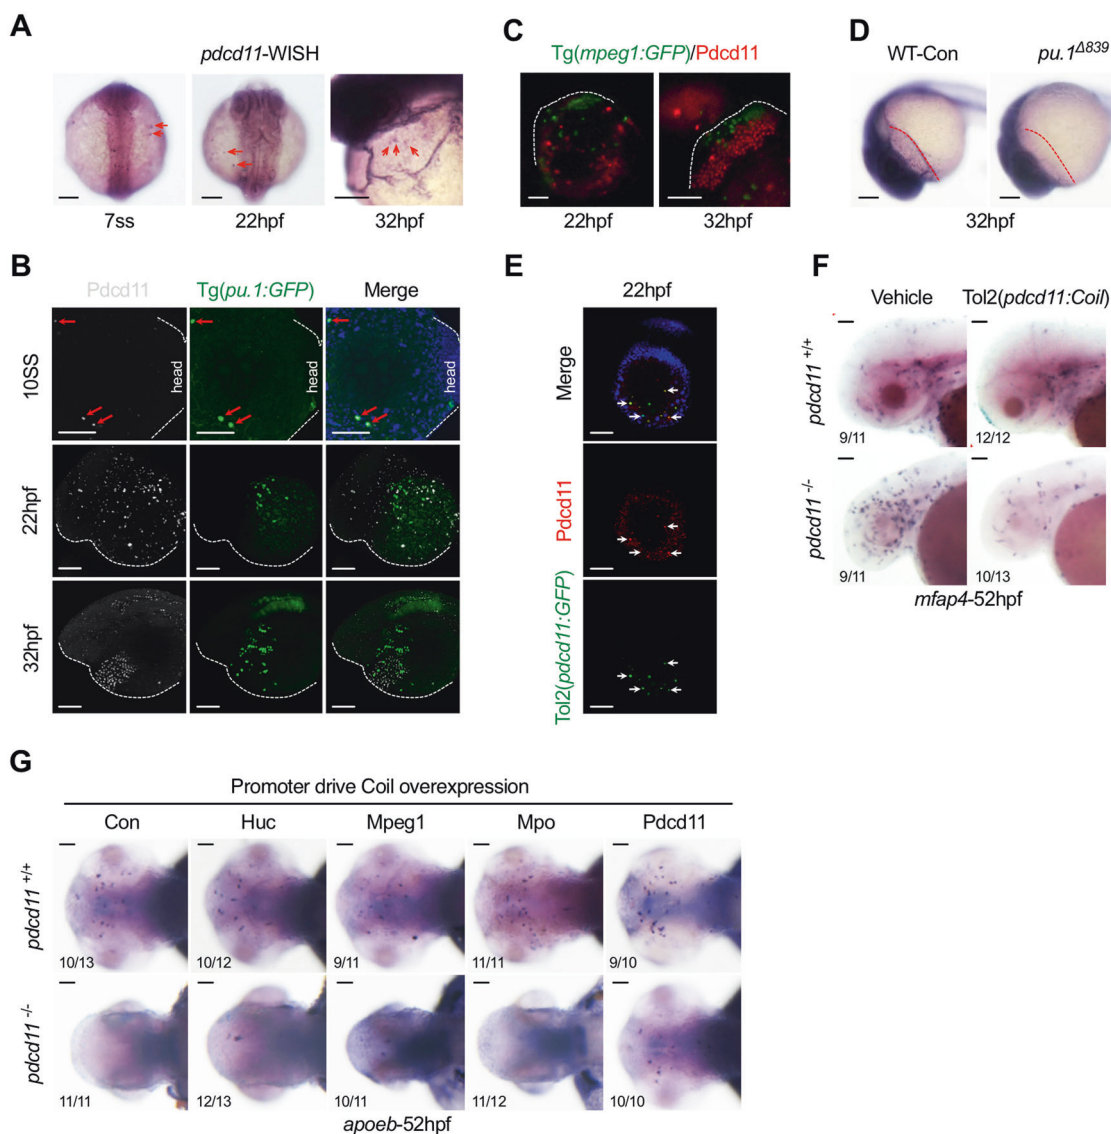 A
pdcd11-WISH
7ss
22hpf
32hpf
C
Tg(mpeg1:GFP)/Pdcd11
22hpf
32hpf
D
WT-Con
pu.1Δ839
32hpf
B
Pdcd11
Tg(pu.1:GFP)
Merge
10SS
head
head
22hpf
32hpf
E
22hpf
Merge
Pdcd11
Tol2(pdcd11:GFP)
F
Vehicle
Tol2(pdcd11:Coil)
pdcd11 +/+
9/11
12/12
pdcd11 -/-
9/11
10/13
mfap4-52hpf
G
Promoter drive Coil overexpression
Con
Huc
Mpeg1
Mpo
Pdcd11
pdcd11 +/+
10/13
10/12
9/11
11/11
9/10
pdcd11 -/-
11/11
12/13
10/11
11/12
10/10
apoeb-52hpf